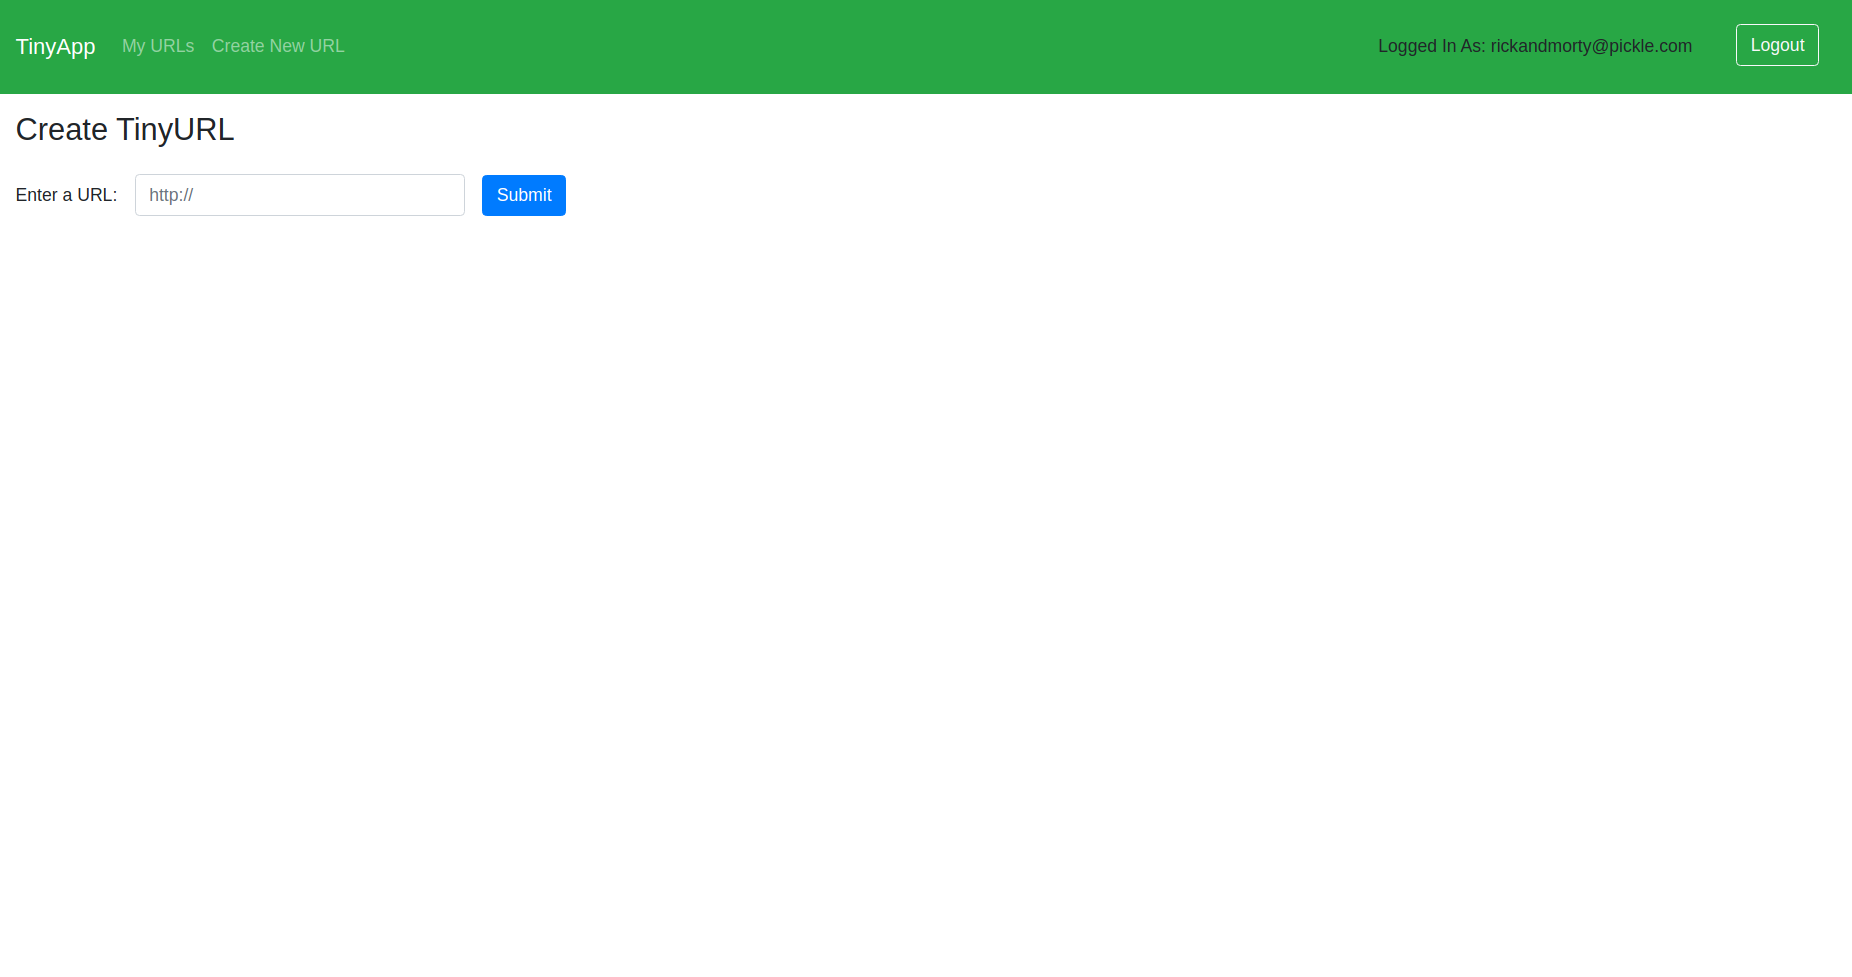 TinyApp My URLs Create New URL Logged In As: rickandmorty@pickle.com Logout
Create TinyURL
Enter a URL: http:// Submit